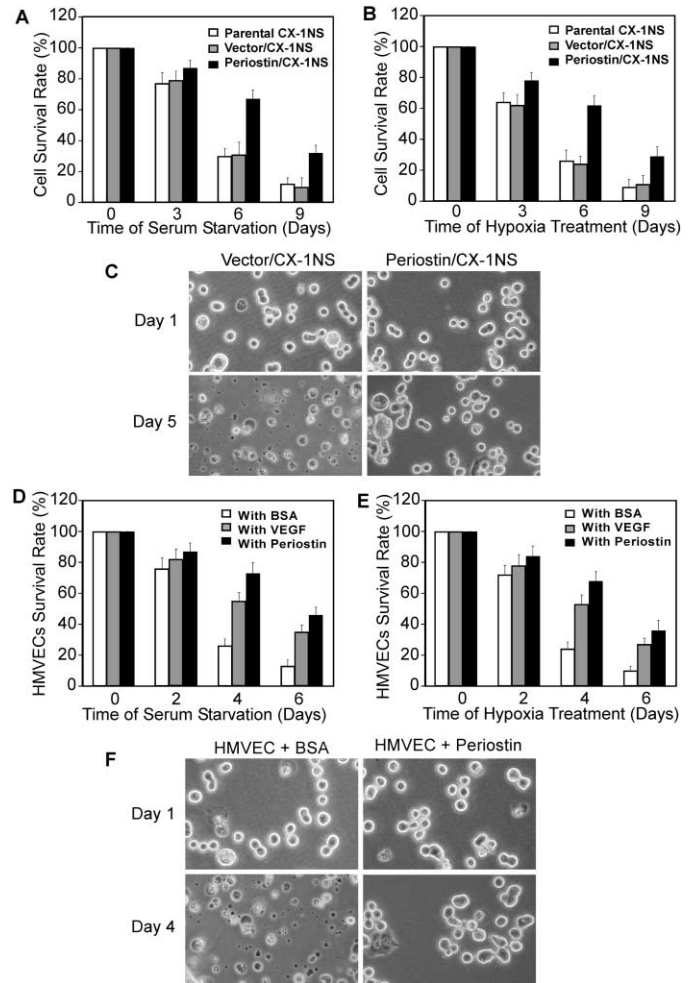 A
Cell Survival Rate (%)
120
100
80
60
40
20
0
Parental CX-1NS
Vector/CX-1NS
Periostin/CX-1NS
0 3 6 9
Time of Serum Starvation (Days)
B
Cell Survival Rate (%)
120
100
80
60
40
20
0
Parental CX-1NS
Vector/CX-1NS
Periostin/CX-1NS
0 3 6 9
Time of Hypoxia Treatment (Days)
C
Vector/CX-1NS Periostin/CX-1NS
Day 1
Day 5
D
HMVECs Survival Rate (%)
120
100
80
60
40
20
0
With BSA
With VEGF
With Periostin
0 2 4 6
Time of Serum Starvation (Days)
E
HMVECs Survival Rate (%)
120
100
80
60
40
20
0
With BSA
With VEGF
With Periostin
0 2 4 6
Time of Hypoxia Treatment (Days)
F
HMVEC + BSA HMVEC + Periostin
Day 1
Day 4